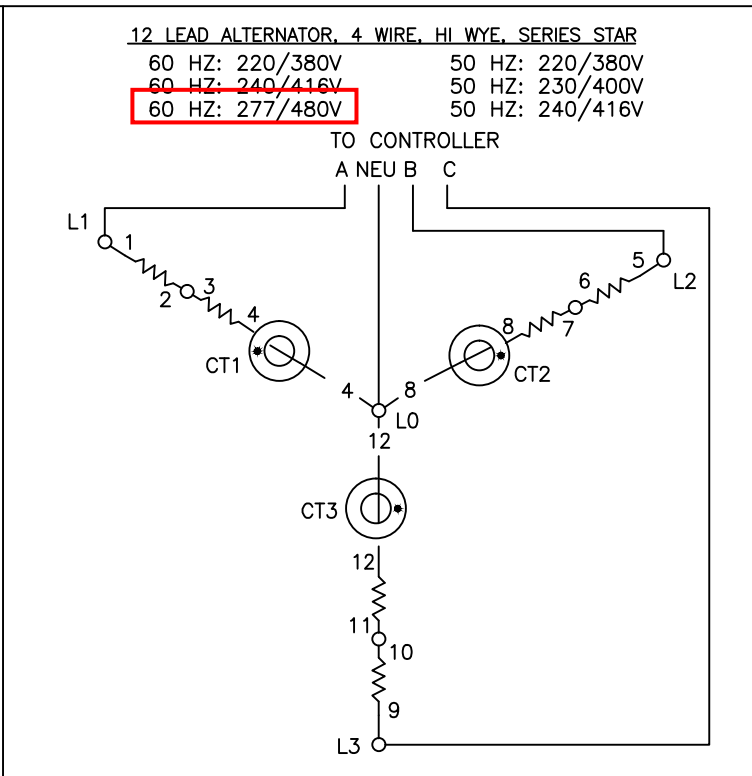 12 LEAD ALTERNATOR, 4 WIRE, HI WYE, SERIES STAR
60 HZ: 220/380V 50 HZ: 220/380V
60 HZ: 240/416V 50 HZ: 230/400V
60 HZ: 277/480V 50 HZ: 240/416V
TO CONTROLLER
A NEU B C
L1
1
2
3
4
CT1
4
L2
5
6
7
8
CT2
8
L0
12
CT3
12
11
10
9
L3